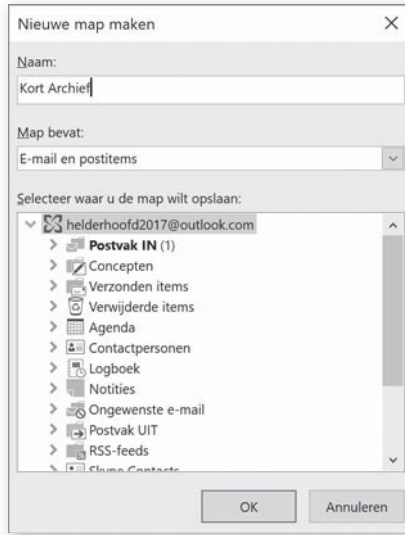 Nieuwe map maken
Naam:
Kort Archief
Map bevat:
E-mail en postitems
Selecteer waar u de map wilt opslaan:
helderhoofd2017@outlook.com
Postvak IN (1)
Concepten
Verzonden items
Verwijderde items
Agenda
Contactpersonen
Logboek
Notities
Ongewenste e-mail
Postvak UIT
RSS-feeds
Skype Contacts
OK
Annuleren